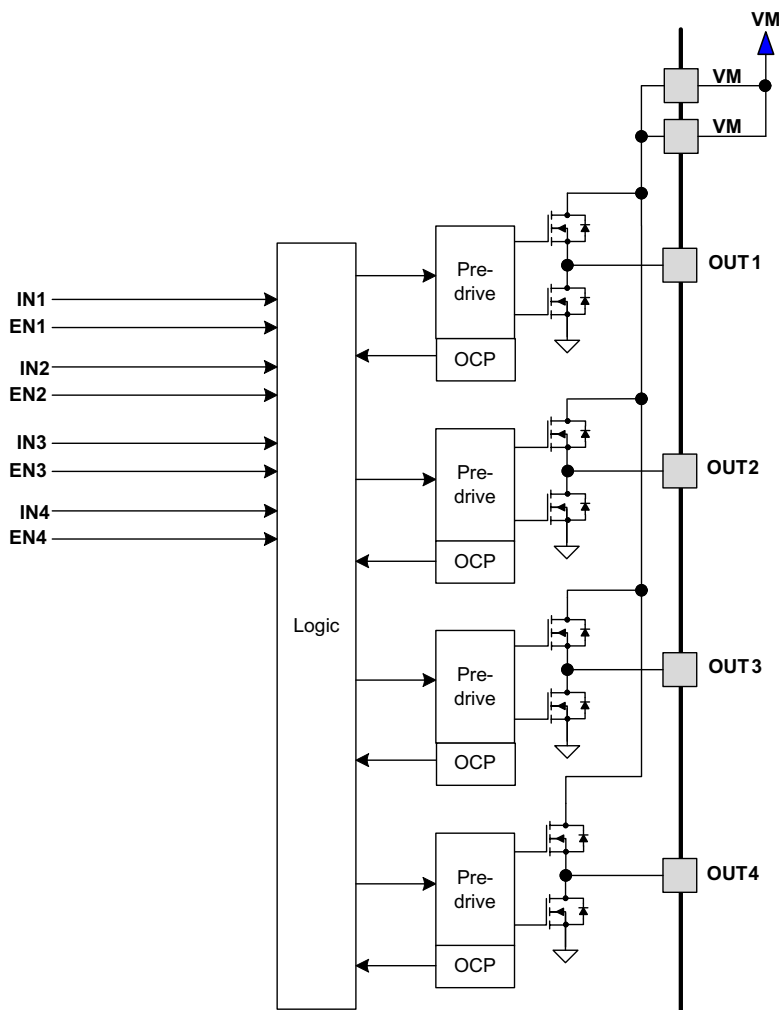 VM
VM
VM
Pre-
drive
OUT1
IN1
EN1
OCP
IN2
EN2
IN3
Pre-
drive
OUT2
EN3
IN4
EN4
OCP
Logic
Pre-
drive
OUT3
OCP
Pre-
drive
OUT4
OCP